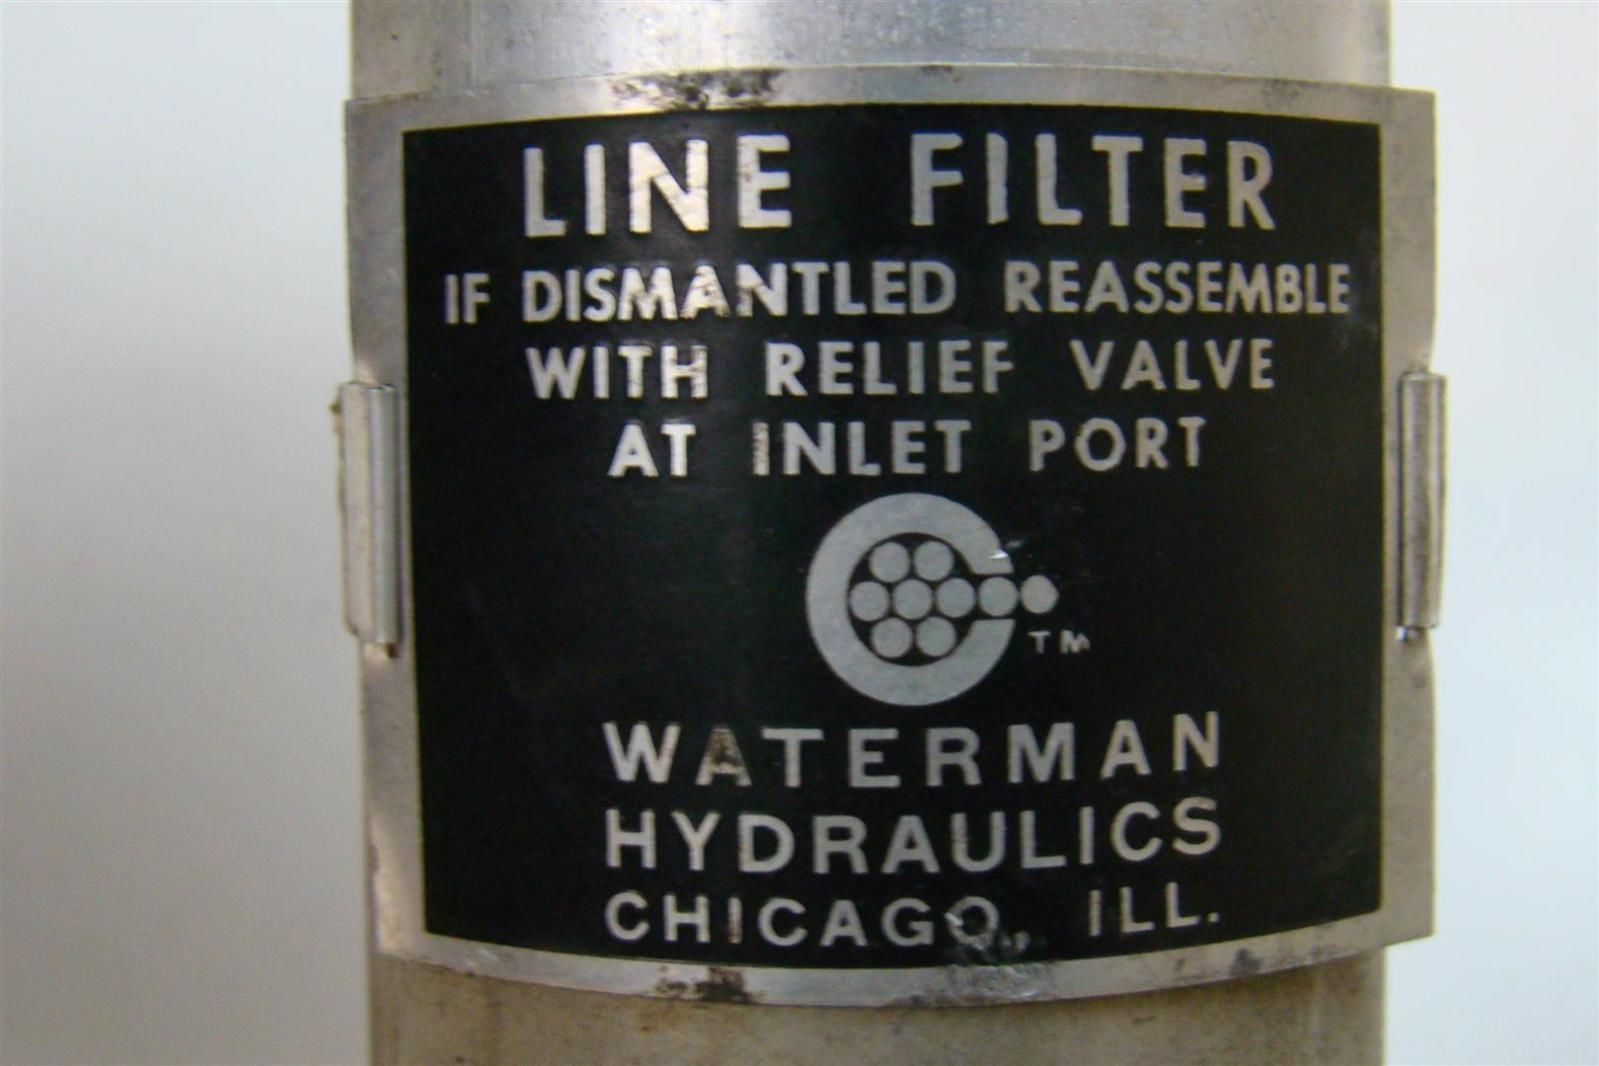 LINE FILTER
IF DISMANTLED REASSEMBLE
WITH RELIEF VALVE
AT INLET PORT
TM
WATERMAN
HYDRAULICS
CHICAGO, ILL.